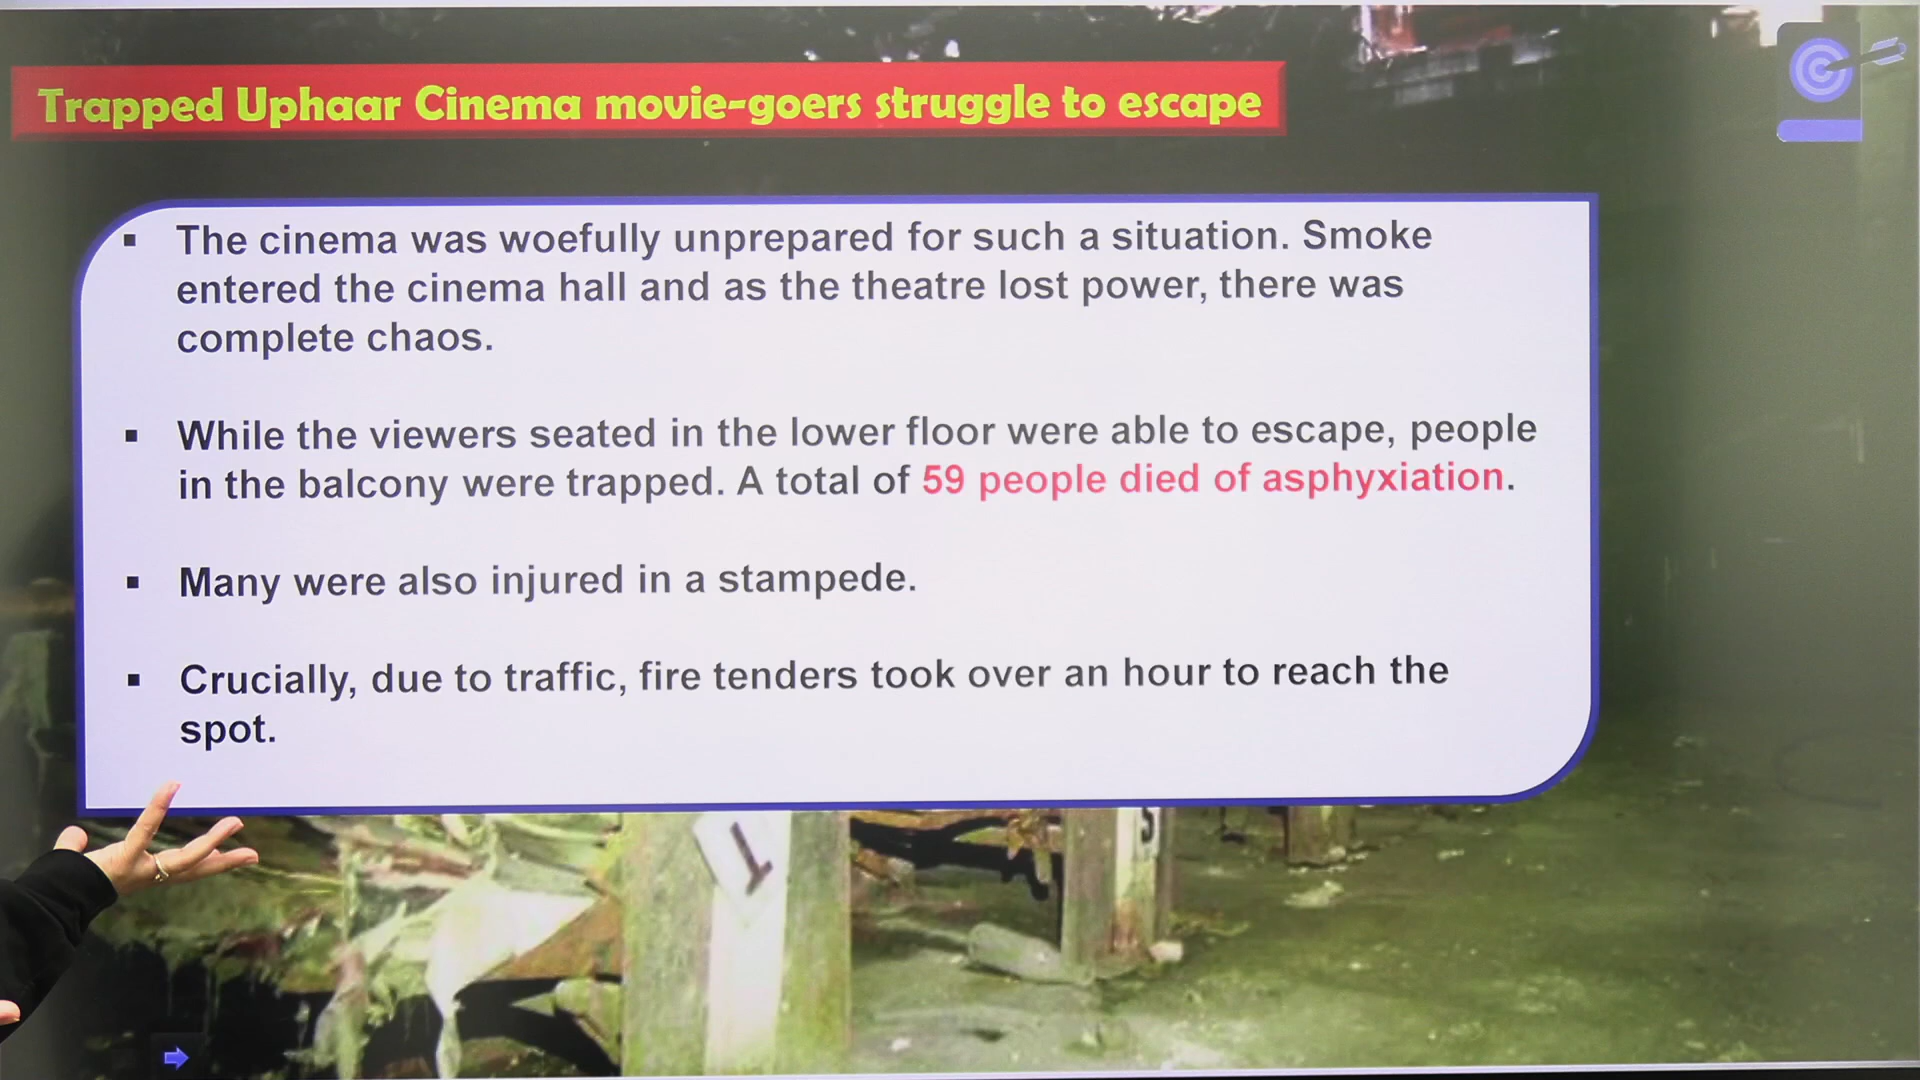 Trapped Uphaar Cinema movie-goers struggle to escape
▪ The cinema was woefully unprepared for such a situation. Smoke
entered the cinema hall and as the theatre lost power, there was
complete chaos.
▪ While the viewers seated in the lower floor were able to escape, people
in the balcony were trapped. A total of 59 people died of asphyxiation.
▪ Many were also injured in a stampede.
▪ Crucially, due to traffic, fire tenders took over an hour to reach the
spot.
1
5